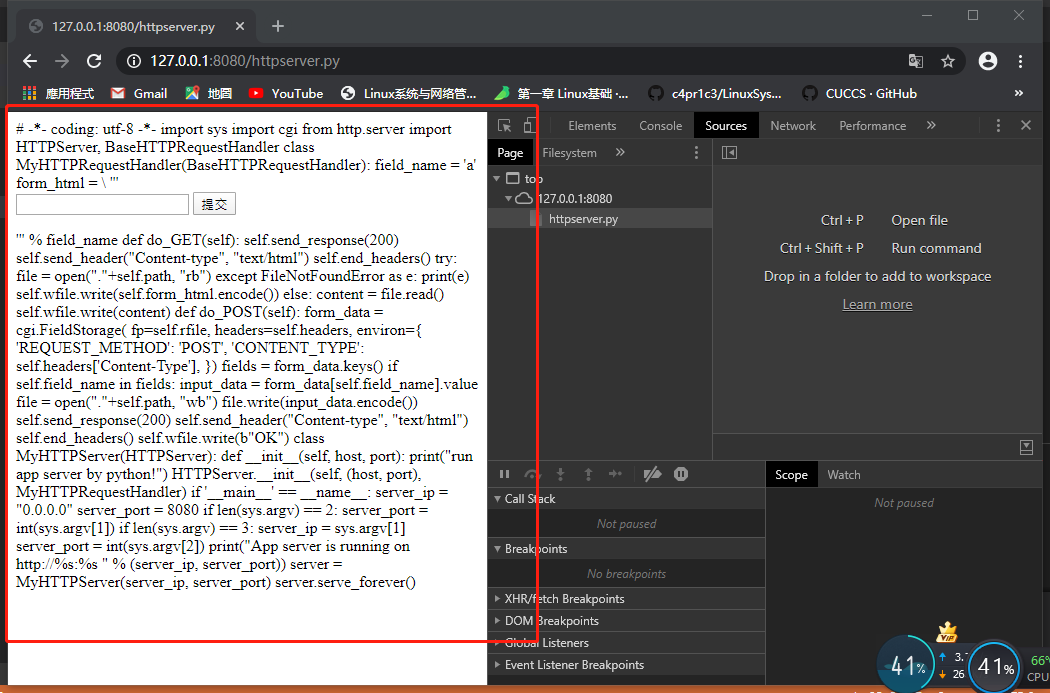 127.0.0.1:8080/httpserver.py
127.0.0.1:8080/httpserver.py
應用程式 Gmail 地圖 YouTube Linux系统与网络管... 第一章 Linux基础 ·... c4pr1c3/LinuxSys... CUCCS · GitHub »
# -*- coding: utf-8 -*- import sys import cgi from http.server import
HTTPServer, BaseHTTPRequestHandler class
MyHTTPRequestHandler(BaseHTTPRequestHandler): field_name = 'a'
form_html = \ '''
提交
''' % field_name def do_GET(self): self.send_response(200)
self.send_header("Content-type", "text/html") self.end_headers() try:
file = open("."+self.path, "rb") except FileNotFoundError as e: print(e)
self.wfile.write(self.form_html.encode()) else: content = file.read()
self.wfile.write(content) def do_POST(self): form_data =
cgi.FieldStorage( fp=self.rfile, headers=self.headers, environ={
'REQUEST_METHOD': 'POST', 'CONTENT_TYPE':
self.headers['Content-Type'], }) fields = form_data.keys() if
self.field_name in fields: input_data = form_data[self.field_name].value
file = open("."+self.path, "wb") file.write(input_data.encode())
self.send_response(200) self.send_header("Content-type", "text/html")
self.end_headers() self.wfile.write(b"OK") class
MyHTTPServer(HTTPServer): def __init__(self, host, port): print("run
app server by python!") HTTPServer.__init__(self, (host, port),
MyHTTPRequestHandler) if '__main__' == __name__: server_ip =
"0.0.0.0" server_port = 8080 if len(sys.argv) == 2: server_port =
int(sys.argv[1]) if len(sys.argv) == 3: server_ip = sys.argv[1]
server_port = int(sys.argv[2]) print("App server is running on
http://%s:%s " % (server_ip, server_port)) server =
MyHTTPServer(server_ip, server_port) server.serve_forever()
Elements Console Sources Network Performance »
Page Filesystem »
top
127.0.0.1:8080
httpserver.py
Ctrl + P Open file
Ctrl + Shift + P Run command
Drop in a folder to add to workspace
Learn more
Call Stack
Not paused
Breakpoints
No breakpoints
XHR/fetch Breakpoints
DOM Breakpoints
Global Listeners
Event Listener Breakpoints
Scope Watch
Not paused
VIP
41%
3.
26
41%
66%
CPU